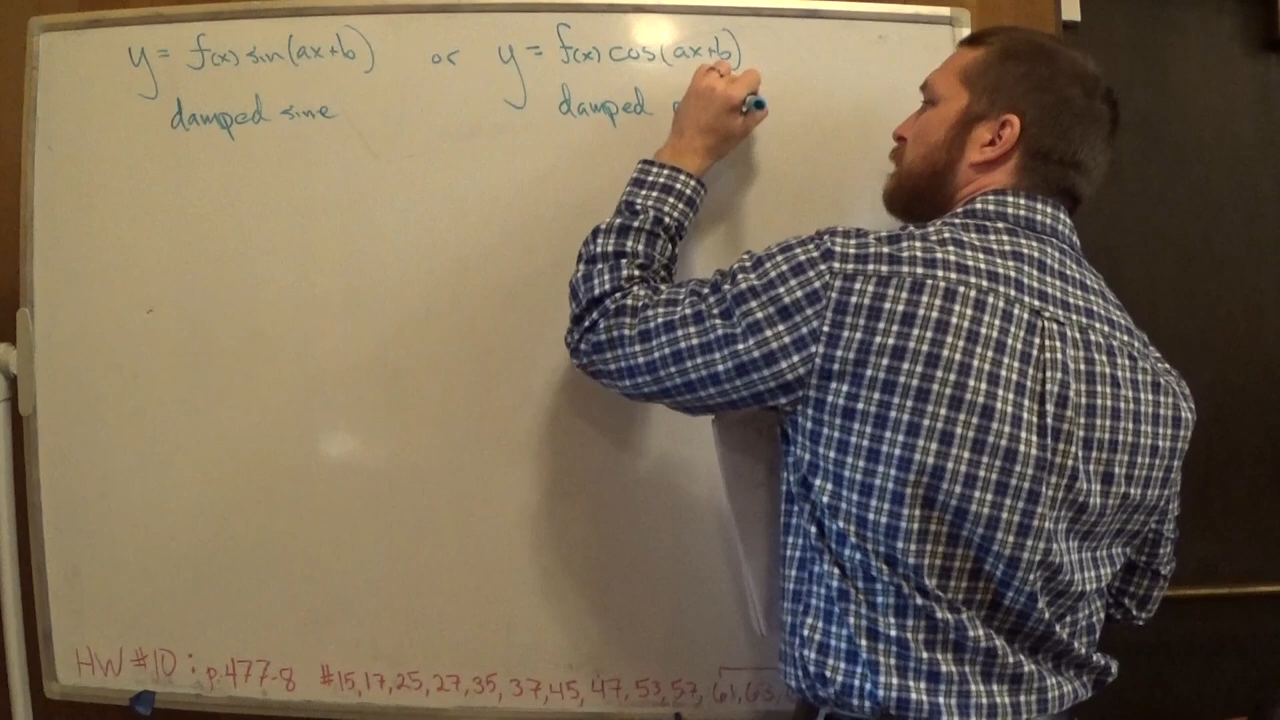 y = f(x) sin(ax+b) or y = f(x) cos(ax+b)
damped sine damped
HW #10: p.477-8 #15,17,25,27,35,37,45,47,53,57,61,63,